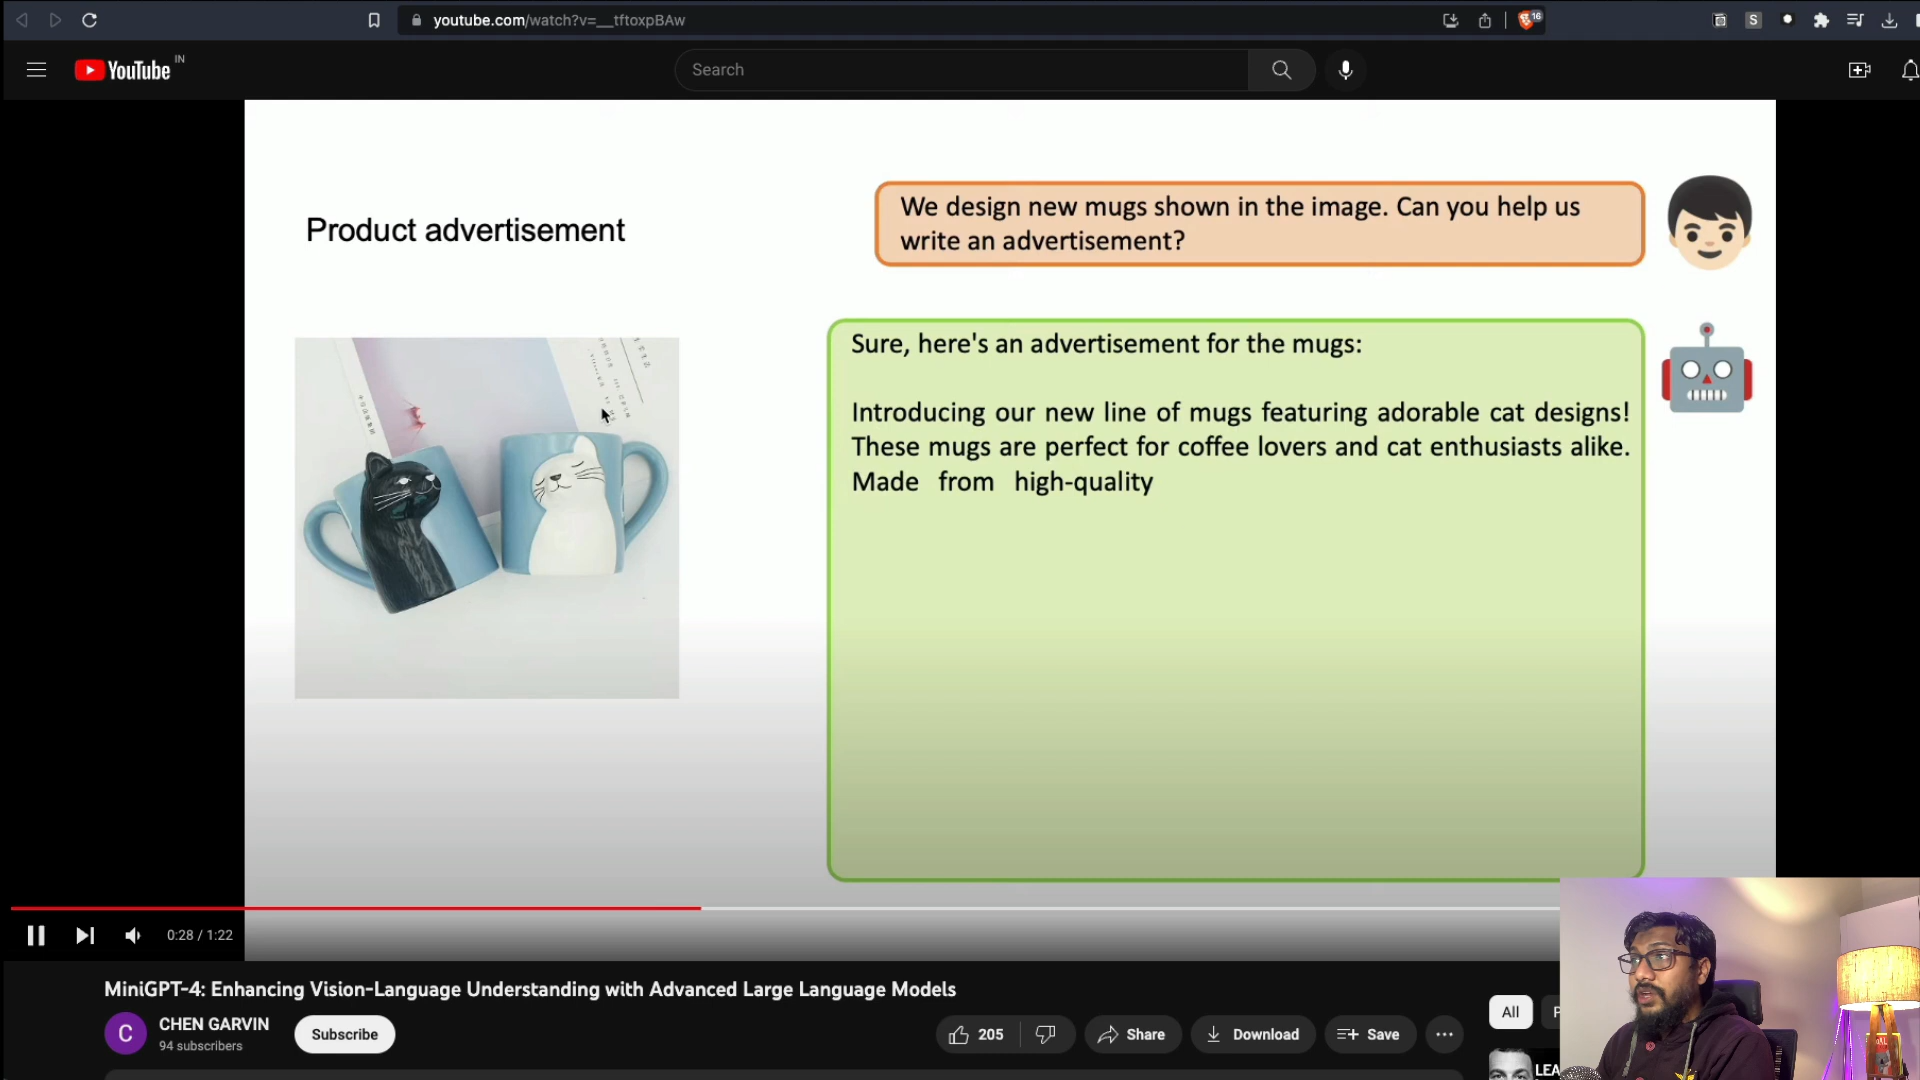 youtube.com/watch?v=__tftoxpBAw
16
S
YouTube IN
Search
Product advertisement
We design new mugs shown in the image. Can you help us
write an advertisement?
Sure, here's an advertisement for the mugs:
Introducing our new line of mugs featuring adorable cat designs!
These mugs are perfect for coffee lovers and cat enthusiasts alike.
Made from high-quality
0:28 / 1:22
MiniGPT-4: Enhancing Vision-Language Understanding with Advanced Large Language Models
C
CHEN GARVIN
94 subscribers
Subscribe
205
Share
Download
Save
All
LEA